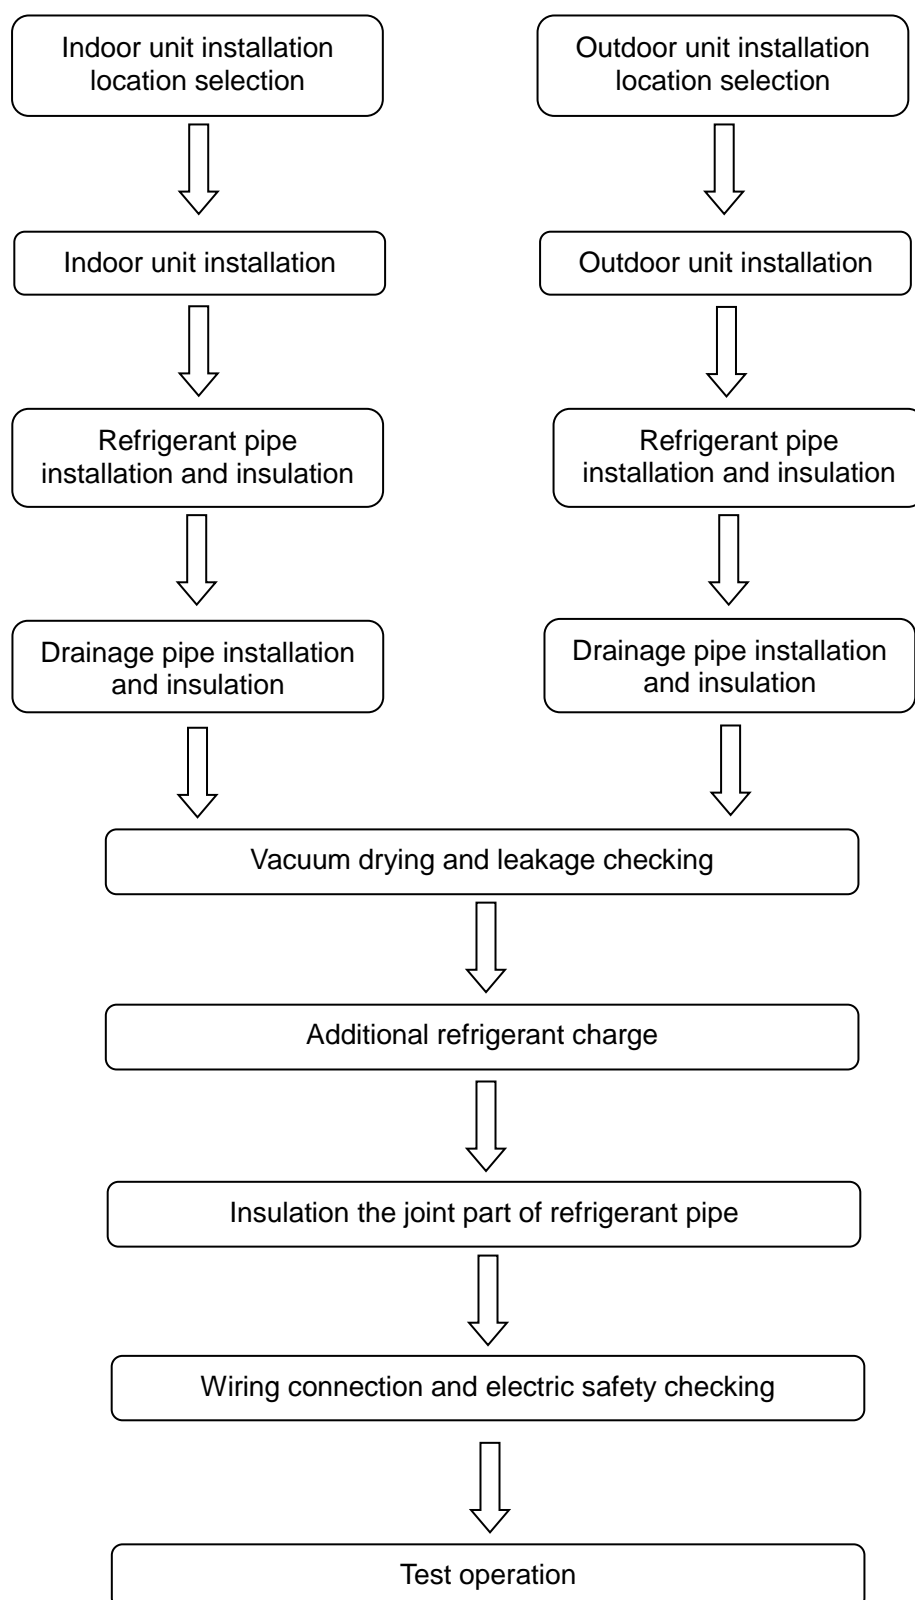 Indoor unit installation
location selection
Outdoor unit installation
location selection
Indoor unit installation
Outdoor unit installation
Refrigerant pipe
installation and insulation
Refrigerant pipe
installation and insulation
Drainage pipe installation
and insulation
Drainage pipe installation
and insulation
Vacuum drying and leakage checking
Additional refrigerant charge
Insulation the joint part of refrigerant pipe
Wiring connection and electric safety checking
Test operation